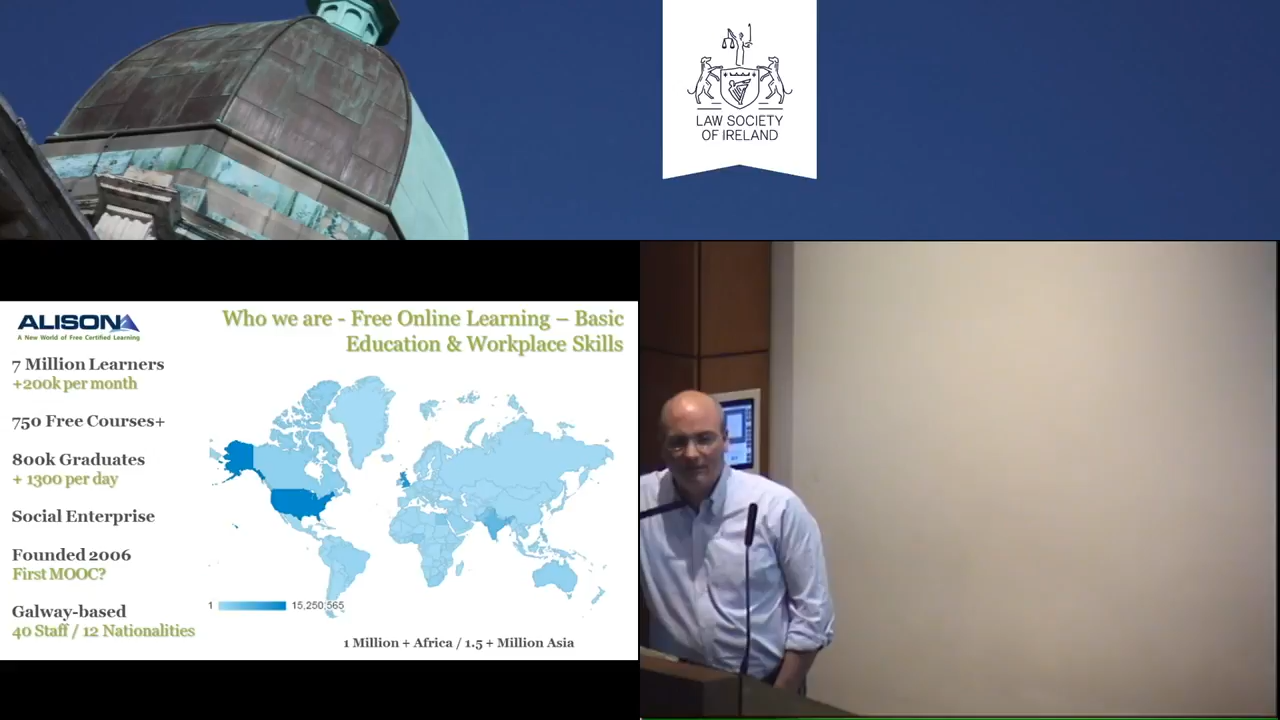 LAW SOCIETY
OF IRELAND
ALISON
A New World of Free Certified Learning
Who we are - Free Online Learning – Basic
Education & Workplace Skills
7 Million Learners
+200k per month
750 Free Courses+
800k Graduates
+ 1300 per day
Social Enterprise
Founded 2006
First MOOC?
Galway-based
40 Staff / 12 Nationalities
1
15,250,565
1 Million + Africa / 1.5 + Million Asia